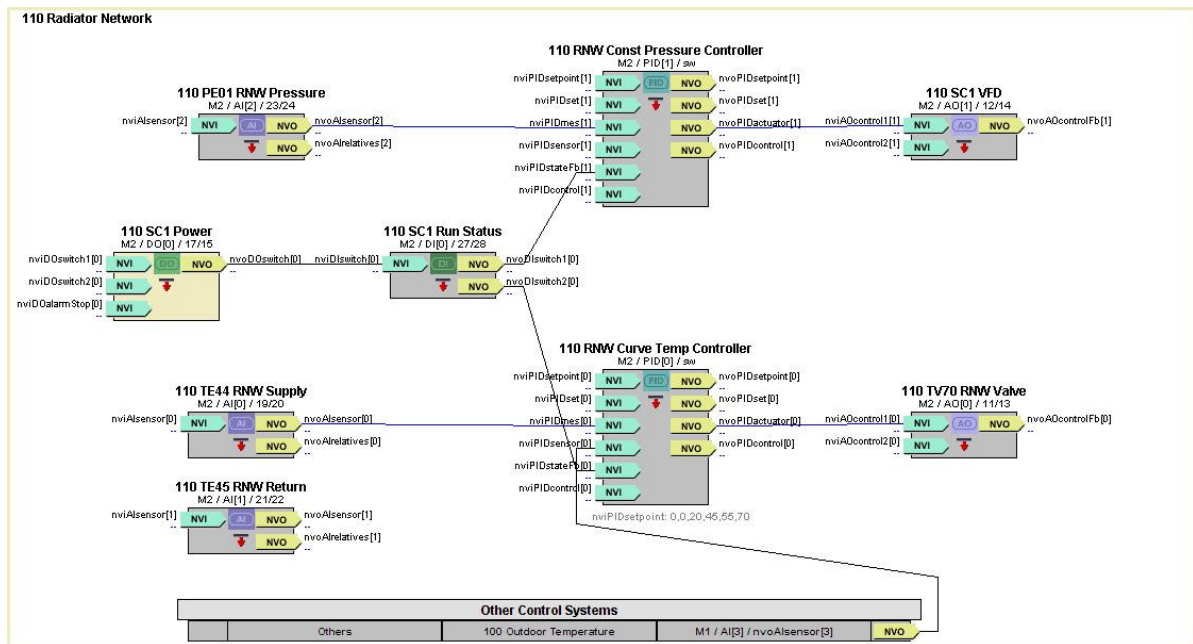 110 Radiator Network
110 RNW Const Pressure Controller
M2 / PID[1] / sw
nviPIDsetpoint[1] NVI PID NVO nvoPIDsetpoint[1]
nviPIDset[1] NVI NVO nvoPIDset[1]
nviPIDmes[1] NVI NVO nvoPIDactuator[1]
nviPIDsensor[1] NVI NVO nvoPIDcontrol[1]
nviPIDstateFb[1] NVI
nviPIDcontrol[1] NVI
110 PE01 RNW Pressure
M2 / AI[2] / 23/24
nviAIsensor[2] NVI AI NVO nvoAIsensor[2]
NVO nvoAIrelatives[2]
110 SC1 VFD
M2 / AO[1] / 12/14
nviAOcontrol1[1] NVI AO NVO nvoAOcontrolFb[1]
nviAOcontrol2[1] NVI
110 SC1 Power
M2 / DO[0] / 17/15
nviDOswitch1[0] NVI DO NVO nvoDOswitch[0]
nviDOswitch2[0] NVI
nviDOalarmStop[0] NVI
110 SC1 Run Status
M2 / DI[0] / 27/28
nviDIswitch[0] NVI DI NVO nvoDIswitch1[0]
NVO nvoDIswitch2[0]
110 RNW Curve Temp Controller
M2 / PID[0] / sw
nviPIDsetpoint[0] NVI PID NVO nvoPIDsetpoint[0]
nviPIDset[0] NVI NVO nvoPIDset[0]
nviPIDmes[0] NVI NVO nvoPIDactuator[0]
nviPIDsensor[0] NVI NVO nvoPIDcontrol[0]
nviPIDstateFb[0] NVI
nviPIDcontrol[0] NVI
nviPIDsetpoint: 0,0,20,45,55,70
110 TE44 RNW Supply
M2 / AI[0] / 19/20
nviAIsensor[0] NVI AI NVO nvoAIsensor[0]
NVO nvoAIrelatives[0]
110 TV70 RNW Valve
M2 / AO[0] / 11/13
nviAOcontrol1[0] NVI AO NVO nvoAOcontrolFb[0]
nviAOcontrol2[0] NVI
110 TE45 RNW Return
M2 / AI[1] / 21/22
nviAIsensor[1] NVI AI NVO nvoAIsensor[1]
NVO nvoAIrelatives[1]
Other Control Systems
Others 100 Outdoor Temperature M1 / AI[3] / nvoAIsensor[3] NVO